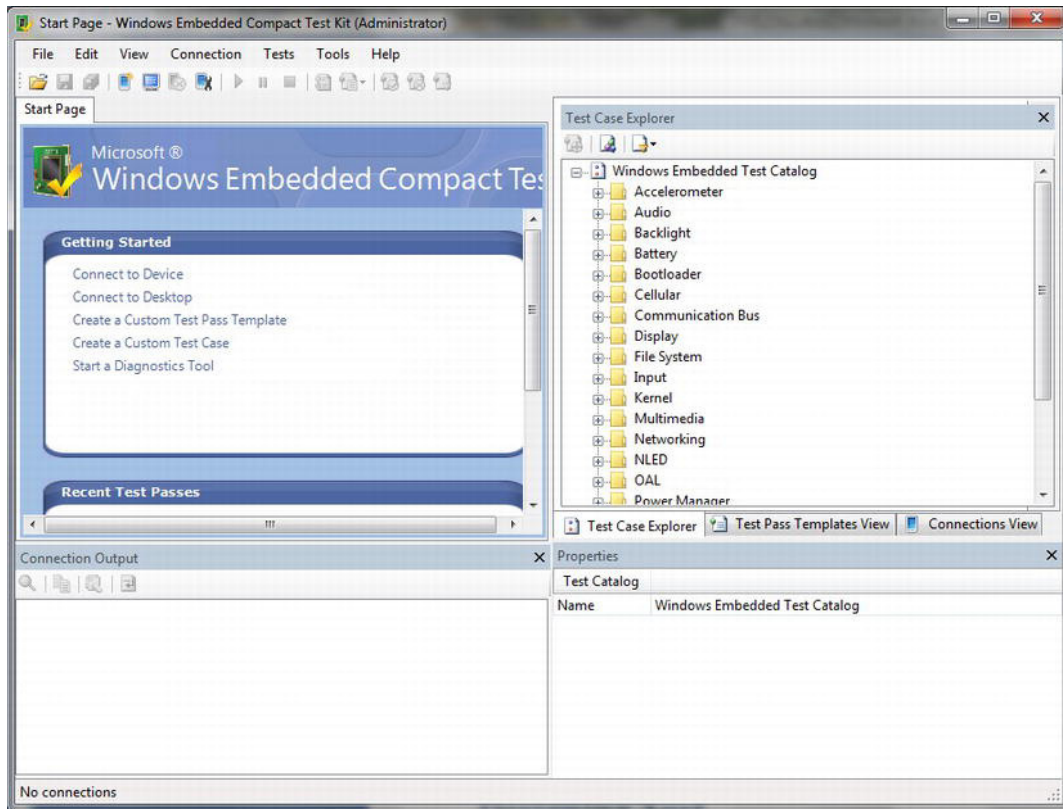 Start Page - Windows Embedded Compact Test Kit (Administrator)
File Edit View Connection Tests Tools Help
Start Page
Microsoft ®
Windows Embedded Compact Tes
Getting Started
Connect to Device
Connect to Desktop
Create a Custom Test Pass Template
Create a Custom Test Case
Start a Diagnostics Tool
Recent Test Passes
Test Case Explorer
Windows Embedded Test Catalog
Accelerometer
Audio
Backlight
Battery
Bootloader
Cellular
Communication Bus
Display
File System
Input
Kernel
Multimedia
Networking
NLED
OAL
Power Manager
Test Case Explorer Test Pass Templates View Connections View
Connection Output
Properties
Test Catalog
Name Windows Embedded Test Catalog
No connections